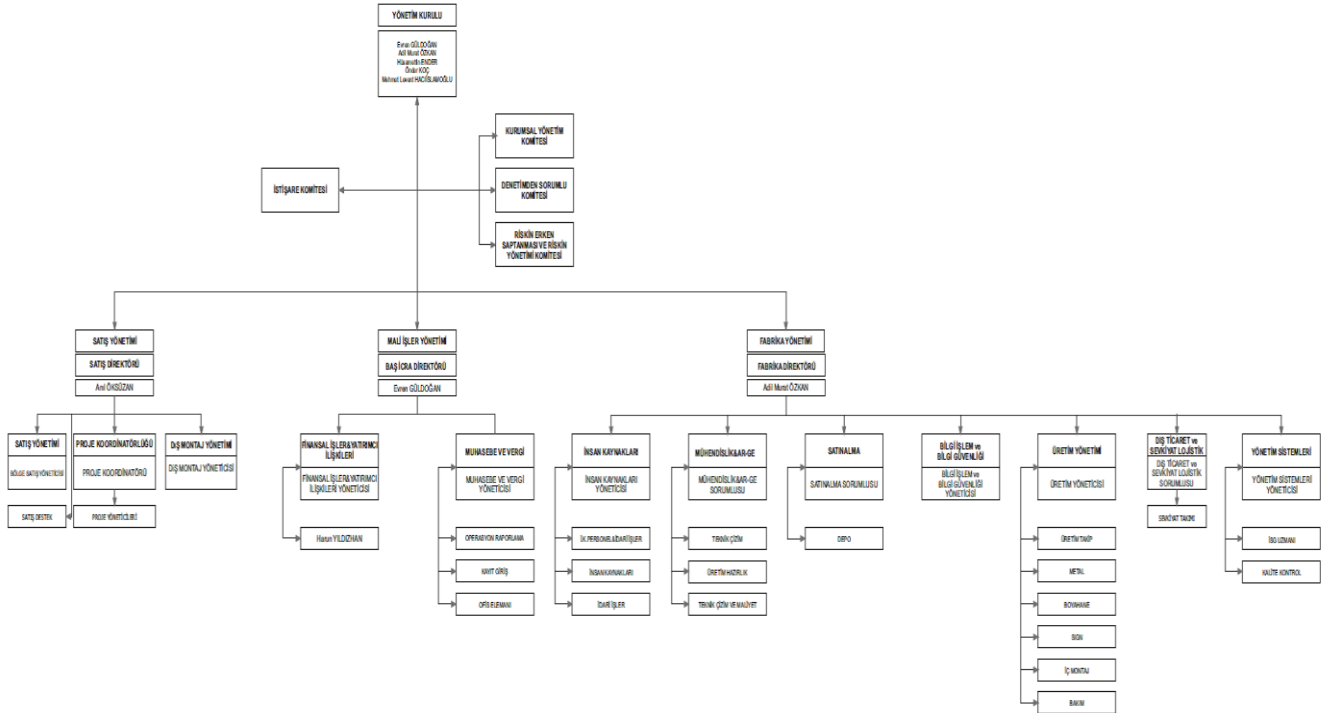 YÖNETİM KURULU
Evren GÜLDOĞAN
Adil Murat ÖZKAN
Hüsamettin ENDER
Önder KOÇ
Mehmet Levent HACIİSLAMOĞLU
KURUMSAL YÖNETİM
KOMİTESİ
İSTİŞARE KOMİTESİ
DENETİMDEN SORUMLU
KOMİTESİ
RİSKİN ERKEN
SAPTANMASI VE RİSKİN
YÖNETİMİ KOMİTESİ
SATIŞ YÖNETİMİ
SATIŞ DİREKTÖRÜ
Anıl ÖKSÜZAN
MALİ İŞLER YÖNETİMİ
BAŞ İCRA DİREKTÖRÜ
Evren GÜLDOĞAN
FABRİKA YÖNETİMİ
FABRİKA DİREKTÖRÜ
Adil Murat ÖZKAN
SATIŞ YÖNETİMİ
BÖLGE SATIŞ YÖNETİCİSİ
SATIŞ DESTEK
PROJE KOORDİNATÖRLÜĞÜ
PROJE KOORDİNATÖRÜ
PROJE YÖNETİCİLERİ
DIŞ MONTAJ YÖNETİMİ
DIŞ MONTAJ YÖNETİCİSİ
FİNANSAL İŞLER&YATIRIMCI
İLİŞKİLERİ
FİNANSAL İŞLER&YATIRIMCI
İLİŞKİLERİ YÖNETİCİSİ
Harun YILDIZHAN
MUHASEBE VE VERGİ
MUHASEBE VE VERGİ
YÖNETİCİSİ
OPERASYON RAPORLAMA
KAYIT GİRİŞ
OFİS ELEMANI
İNSAN KAYNAKLARI
İNSAN KAYNAKLARI
YÖNETİCİSİ
İK.PERSONEL&İDARİ İŞLER
İNSAN KAYNAKLARI
İDARİ İŞLER
MÜHENDİSLİK&AR-GE
MÜHENDİSLİK&AR-GE
SORUMLUSU
TEKNİK ÇİZİM
ÜRETİM HAZIRLIK
TEKNİK ÇİZİM VE MALİYET
SATINALMA
SATINALMA SORUMLUSU
DEPO
BİLGİ İŞLEM ve
BİLGİ GÜVENLİĞİ
BİLGİ İŞLEM ve
BİLGİ GÜVENLİĞİ
YÖNETİCİSİ
ÜRETİM YÖNETİMİ
ÜRETİM YÖNETİCİSİ
ÜRETİM TAKİP
METAL
BOYAHANE
SIGN
İÇ MONTAJ
BAKIM
DIŞ TİCARET ve
SEVKİYAT LOJİSTİK
DIŞ TİCARET ve
SEVKİYAT LOJİSTİK
SORUMLUSU
SEVKİYAT TAKIMI
YÖNETİM SİSTEMLERİ
YÖNETİM SİSTEMLERİ
YÖNETİCİSİ
İSG UZMANI
KALİTE KONTROL